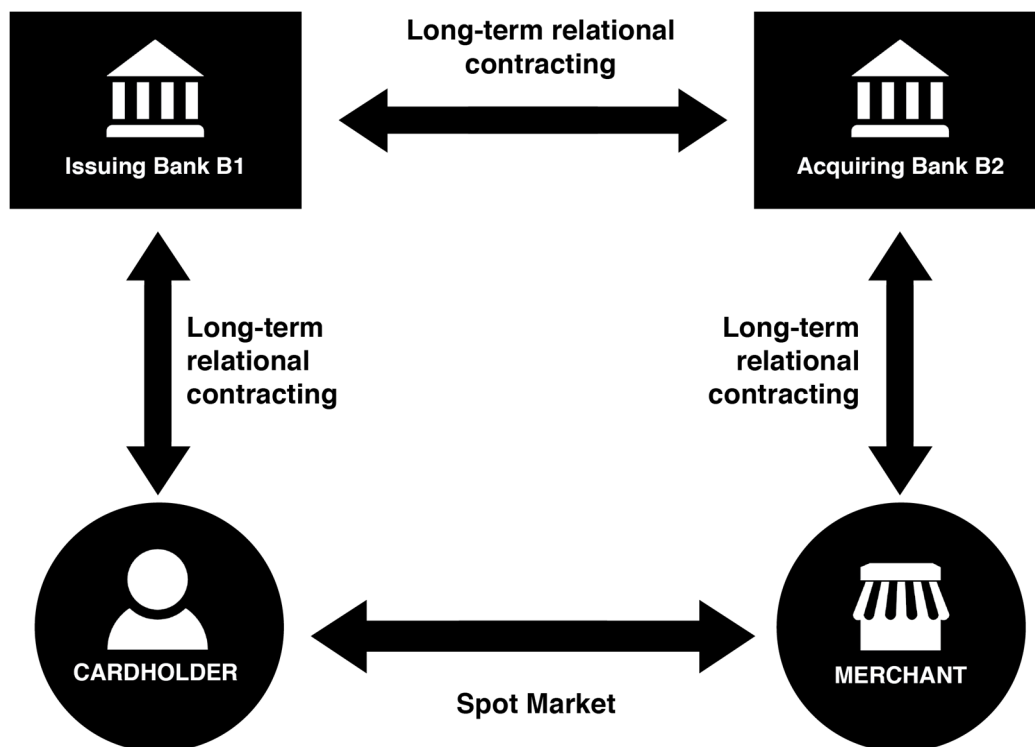 Long-term relational
contracting
Issuing Bank B1
Acquiring Bank B2
Long-term
relational
contracting
Long-term
relational
contracting
CARDHOLDER
MERCHANT
Spot Market